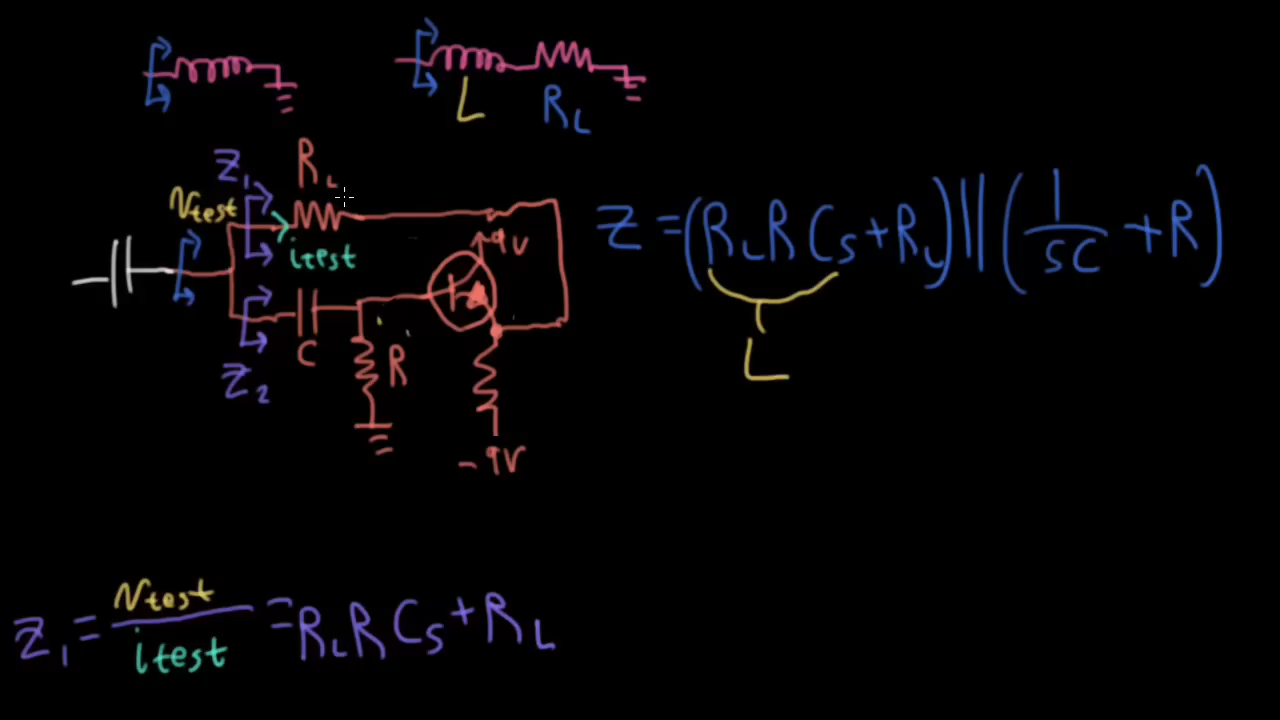 L
R_L
R_L
Z_1
V_test
i_test
9V
C
R
Z_2
-9V
Z = (R_L R C s + R_L) || (1/sC + R)
L
Z_1 = V_test / i_test = R_L R C s + R_L